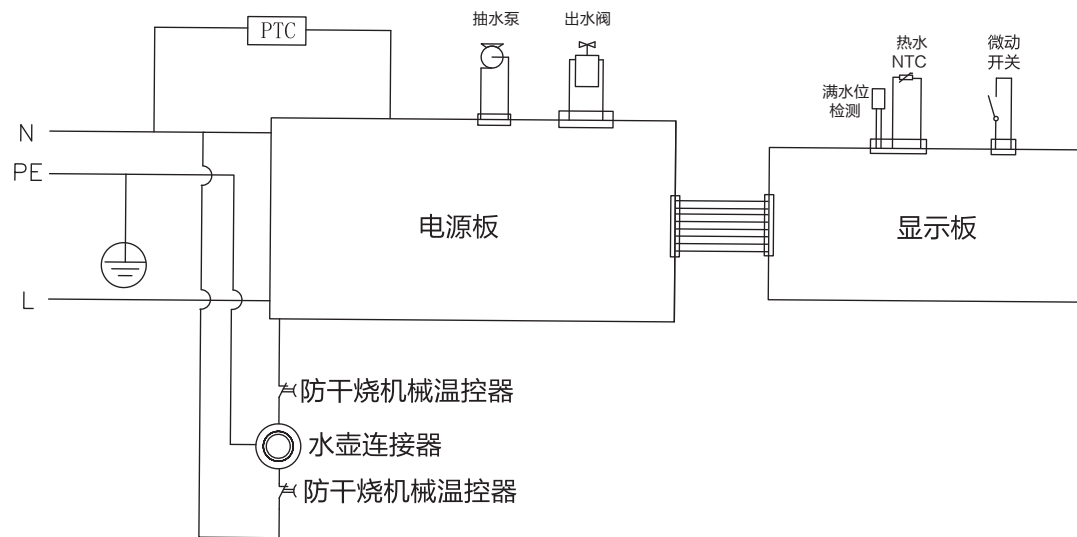 PTC
抽水泵
出水阀
热水
NTC
微动
开关
满水位
检测
N
PE
L
电源板
显示板
防干烧机械温控器
水壶连接器
防干烧机械温控器